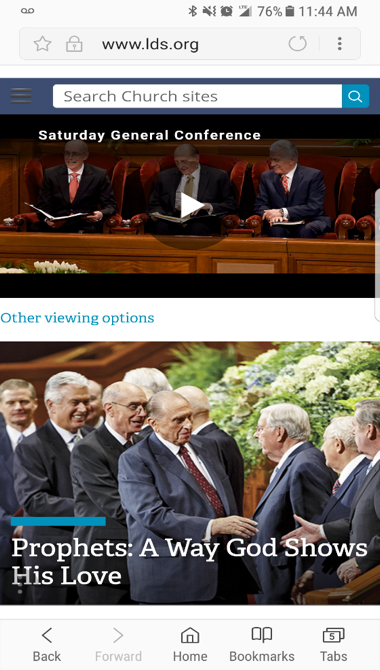 76% 11:44 AM
www.lds.org
Search Church sites
Saturday General Conference
Other viewing options
Prophets: A Way God Shows
His Love
Back Forward Home Bookmarks 5 Tabs